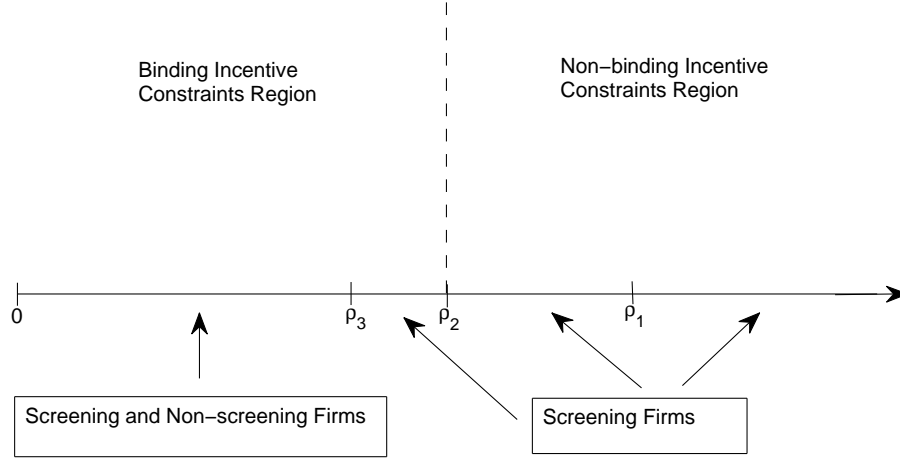 Binding Incentive
Constraints Region
Non−binding Incentive
Constraints Region
0
ρ3
ρ2
ρ1
Screening and Non−screening Firms
Screening Firms